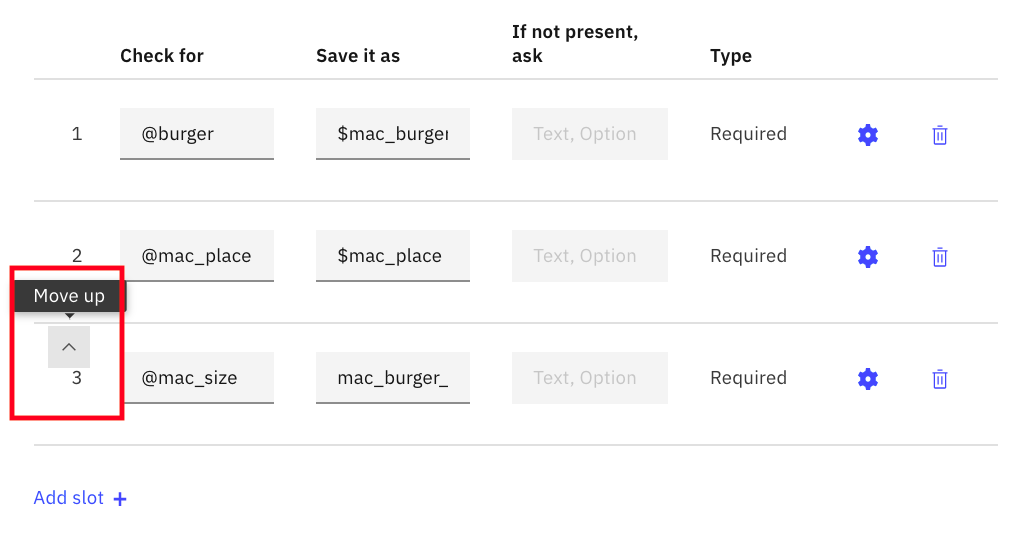 Check for Save it as If not present, ask Type
1 @burger $mac_burger Text, Option Required
2 @mac_place $mac_place Text, Option Required
Move up
3 @mac_size mac_burger_ Text, Option Required
Add slot +